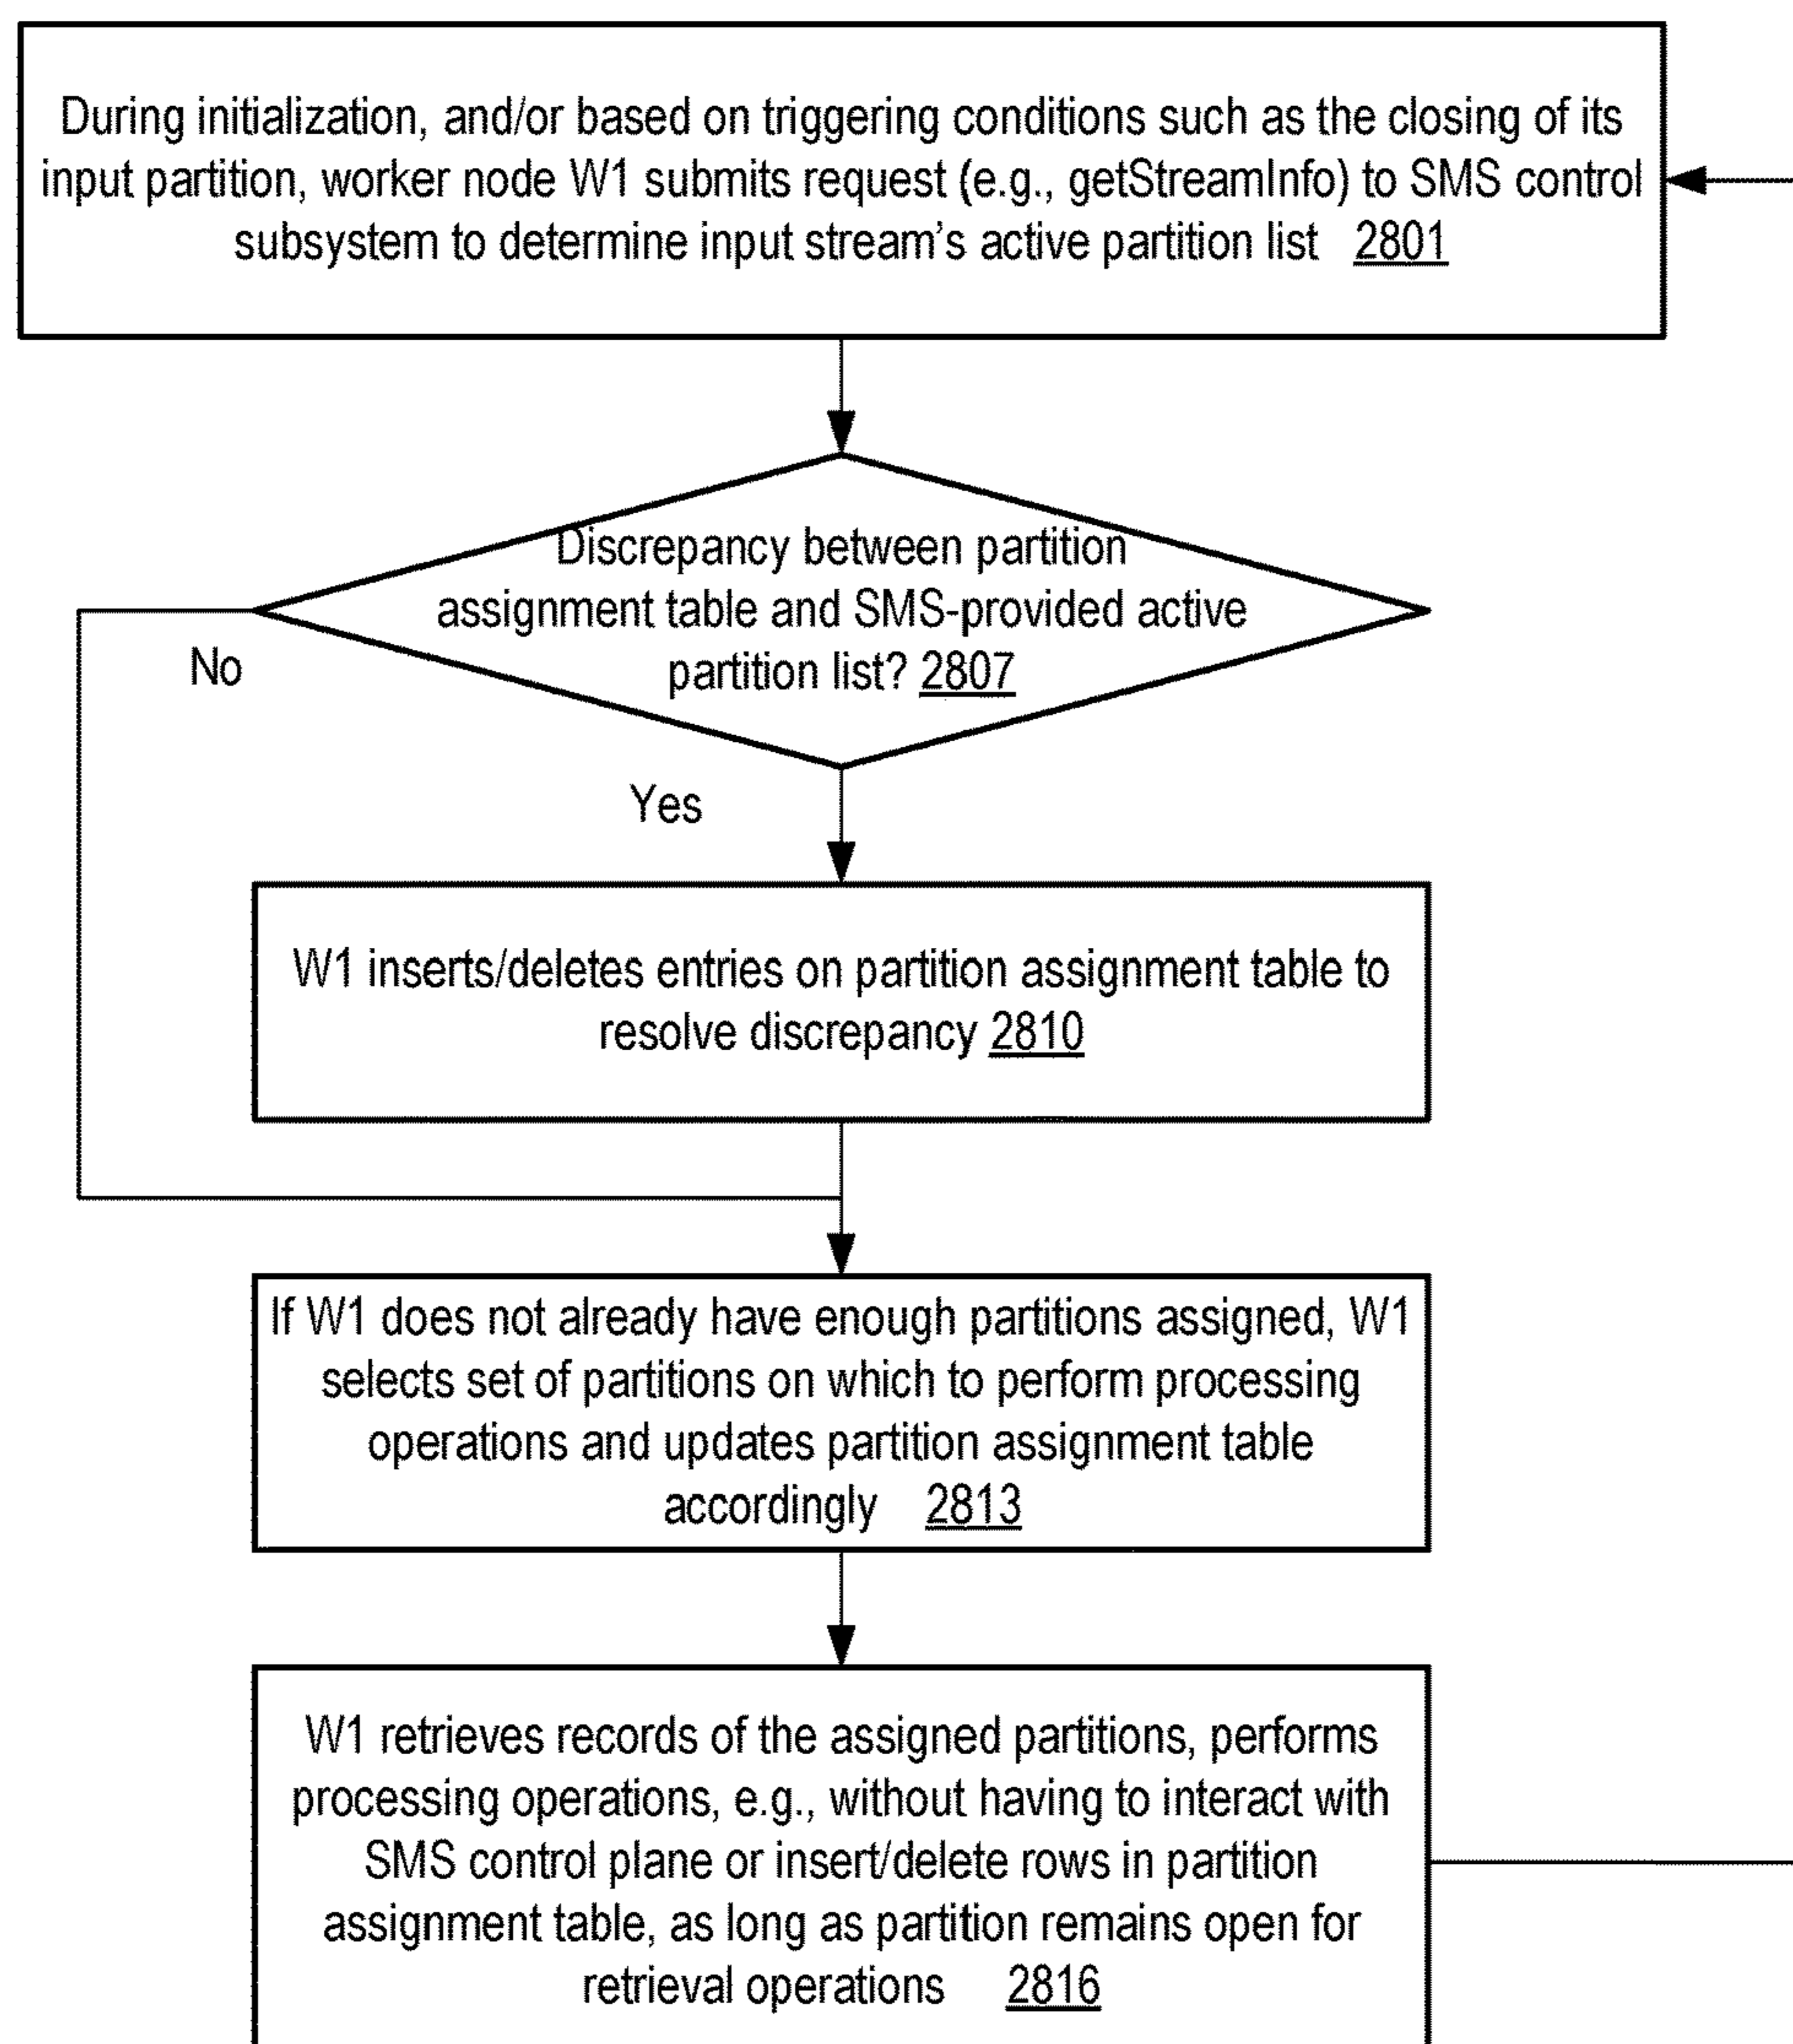 During initialization, and/or based on triggering conditions such as the closing of its
input partition, worker node W1 submits request (e.g., getStreamInfo) to SMS control
subsystem to determine input stream's active partition list 2801
Discrepancy between partition
assignment table and SMS-provided active
partition list? 2807
No
Yes
W1 inserts/deletes entries on partition assignment table to
resolve discrepancy 2810
If W1 does not already have enough partitions assigned, W1
selects set of partitions on which to perform processing
operations and updates partition assignment table
accordingly 2813
W1 retrieves records of the assigned partitions, performs
processing operations, e.g., without having to interact with
SMS control plane or insert/delete rows in partition
assignment table, as long as partition remains open for
retrieval operations 2816